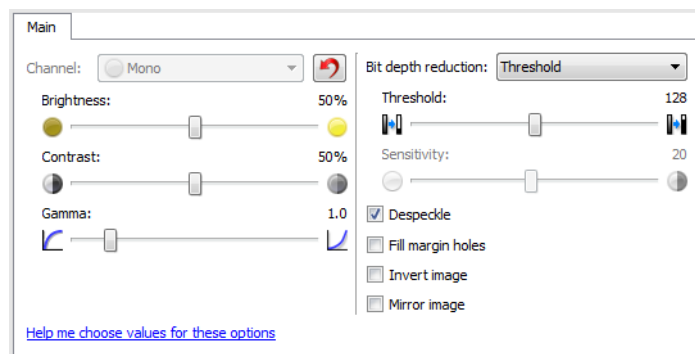 Main
Channel: Mono
Brightness: 50%
Contrast: 50%
Gamma: 1.0
Help me choose values for these options
Bit depth reduction: Threshold
Threshold: 128
Sensitivity: 20
Despeckle
Fill margin holes
Invert image
Mirror image